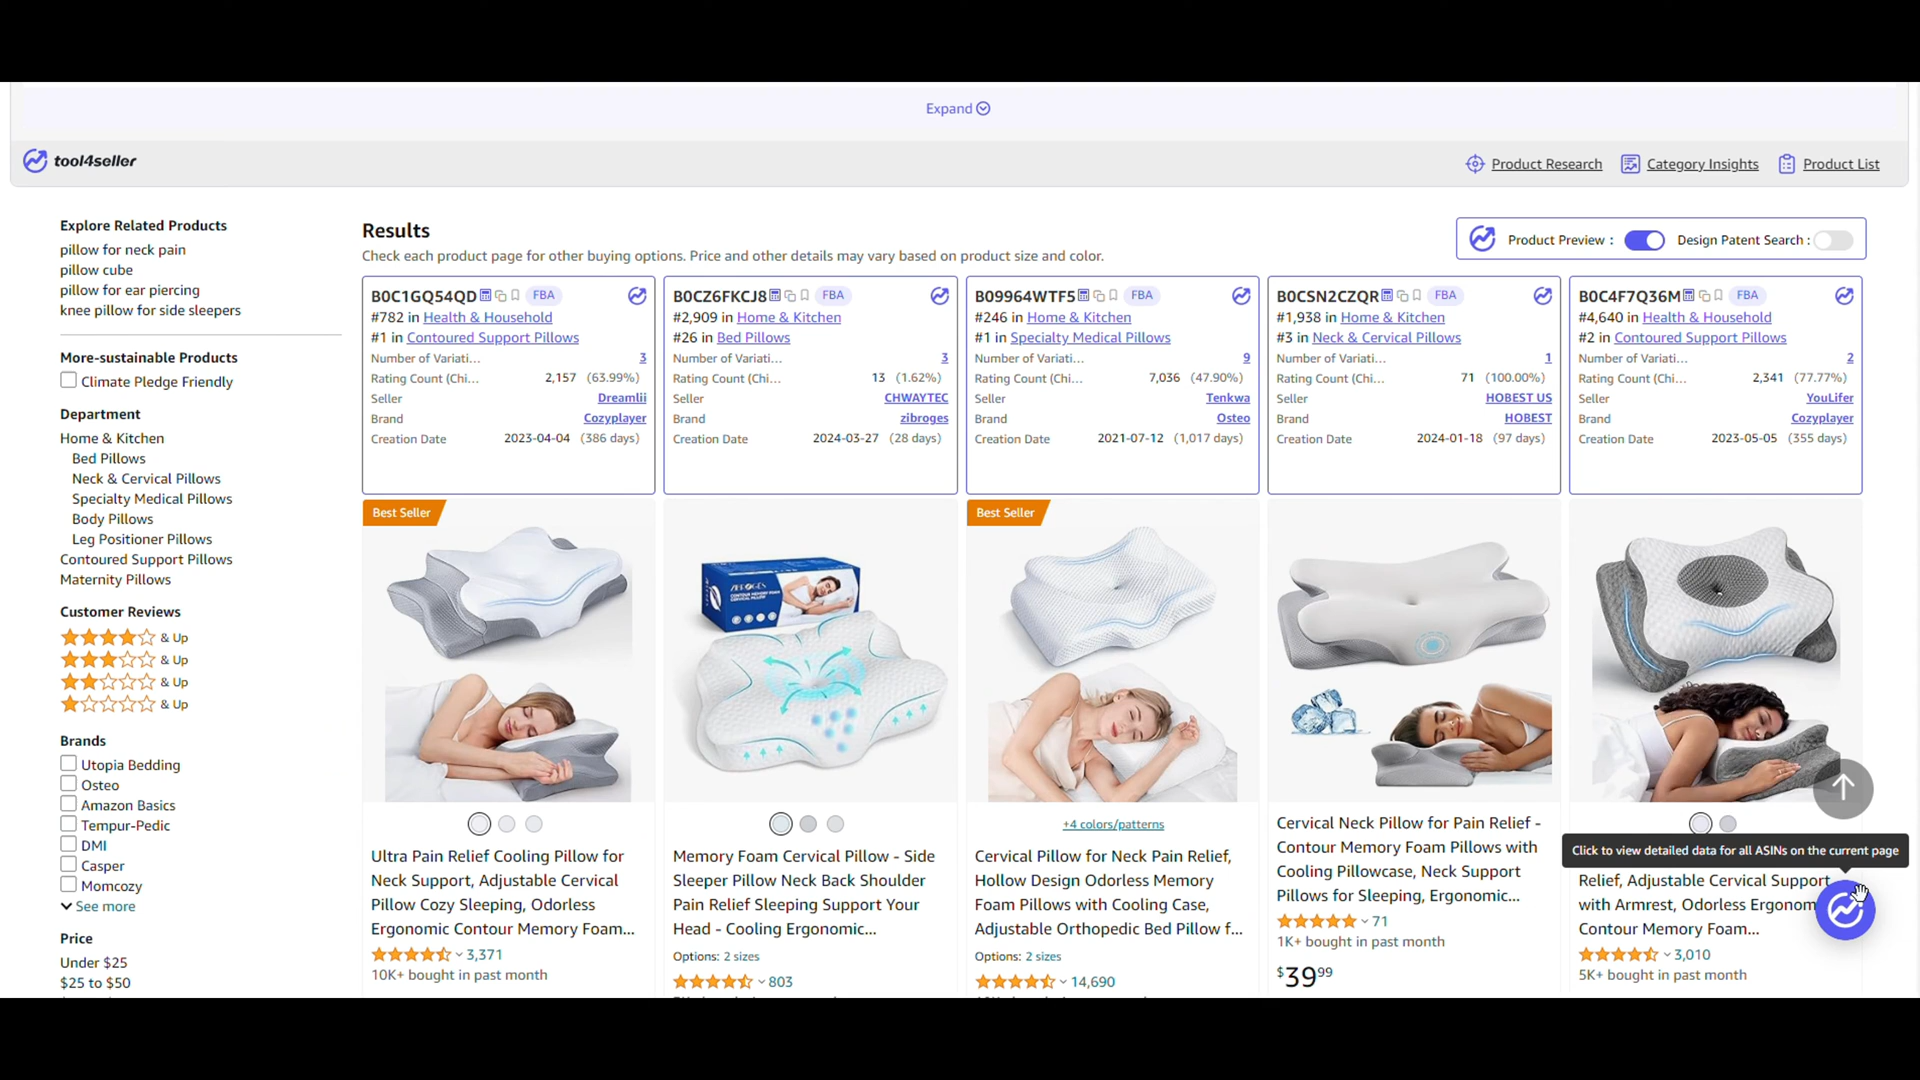 Expand
tool4seller
Product Research
Category Insights
Product List
Explore Related Products
pillow for neck pain
pillow cube
pillow for ear piercing
knee pillow for side sleepers
More-sustainable Products
Climate Pledge Friendly
Department
Home & Kitchen
Bed Pillows
Neck & Cervical Pillows
Specialty Medical Pillows
Body Pillows
Leg Positioner Pillows
Contoured Support Pillows
Maternity Pillows
Customer Reviews
& Up
& Up
& Up
& Up
Brands
Utopia Bedding
Osteo
Amazon Basics
Tempur-Pedic
DMI
Casper
Momcozy
See more
Price
Under $25
$25 to $50
Results
Check each product page for other buying options. Price and other details may vary based on product size and color.
Product Preview :
Design Patent Search :
B0C1GQ54QD FBA
#782 in Health & Household
#1 in Contoured Support Pillows
Number of Variati... 3
Rating Count (Chi... 2,157 (63.99%)
Seller Dreamlii
Brand Cozyplayer
Creation Date 2023-04-04 (386 days)
Best Seller
Ultra Pain Relief Cooling Pillow for
Neck Support, Adjustable Cervical
Pillow Cozy Sleeping, Odorless
Ergonomic Contour Memory Foam...
3,371
10K+ bought in past month
B0CZ6FKCJ8 FBA
#2,909 in Home & Kitchen
#26 in Bed Pillows
Number of Variati... 3
Rating Count (Chi... 13 (1.62%)
Seller CHWAYTEC
Brand zibroges
Creation Date 2024-03-27 (28 days)
ZIBROGES
Memory Foam Cervical Pillow - Side
Sleeper Pillow Neck Back Shoulder
Pain Relief Sleeping Support Your
Head - Cooling Ergonomic...
Options: 2 sizes
803
B09964WTF5 FBA
#246 in Home & Kitchen
#1 in Specialty Medical Pillows
Number of Variati... 9
Rating Count (Chi... 7,036 (47.90%)
Seller Tenkwa
Brand Osteo
Creation Date 2021-07-12 (1,017 days)
Best Seller
+4 colors/patterns
Cervical Pillow for Neck Pain Relief,
Hollow Design Odorless Memory
Foam Pillows with Cooling Case,
Adjustable Orthopedic Bed Pillow f...
Options: 2 sizes
14,690
B0CSN2CZQR FBA
#1,938 in Home & Kitchen
#3 in Neck & Cervical Pillows
Number of Variati... 1
Rating Count (Chi... 71 (100.00%)
Seller HOBEST US
Brand HOBEST
Creation Date 2024-01-18 (97 days)
Cervical Neck Pillow for Pain Relief -
Contour Memory Foam Pillows with
Cooling Pillowcase, Neck Support
Pillows for Sleeping, Ergonomic...
71
1K+ bought in past month
$39.99
B0C4F7Q36M FBA
#4,640 in Health & Household
#2 in Contoured Support Pillows
Number of Variati... 2
Rating Count (Chi... 2,341 (77.77%)
Seller YouLifer
Brand Cozyplayer
Creation Date 2023-05-05 (355 days)
Click to view detailed data for all ASINs on the current page
Relief, Adjustable Cervical Support
with Armrest, Odorless Ergonom
Contour Memory Foam...
3,010
5K+ bought in past month